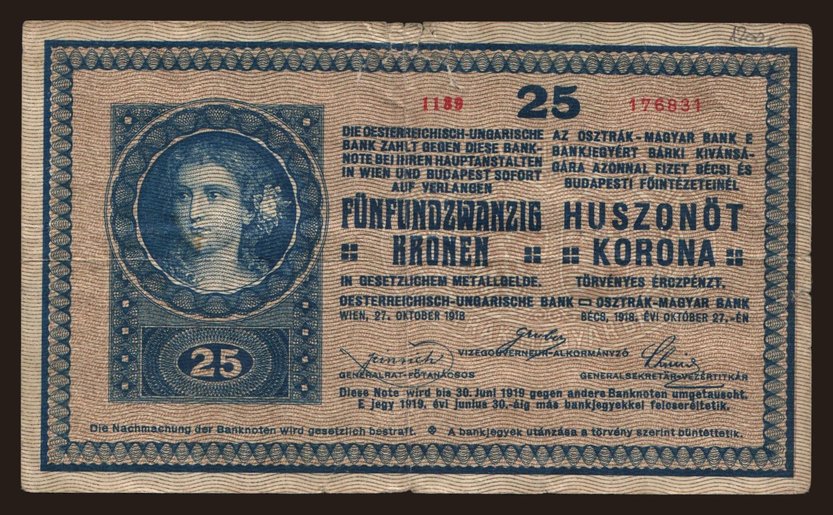 1189 25 176831
DIE OESTERREICHISCH-UNGARISCHE
BANK ZAHLT GEGEN DIESE BANK-
NOTE BEI IHREN HAUPTANSTALTEN
IN WIEN UND BUDAPEST SOFORT
AUF VERLANGEN
FÜNFUNDZWANZIG
KRONEN
IN GESETZLICHEM METALLGELDE.
AZ OSZTRÁK-MAGYAR BANK E
BANKJEGYÉRT BÁRKI KIVÁNSÁ-
GÁRA AZONNAL FIZET BÉCSI ÉS
BUDAPESTI FŐINTÉZETEINÉL
HUSZONÖT
KORONA
TÖRVÉNYES ÉRCZPÉNZT.
OESTERREICHISCH-UNGARISCHE BANK
OSZTRÁK-MAGYAR BANK
WIEN, 27. OKTOBER 1918
BÉCS, 1918. ÉVI OKTÓBER 27.-ÉN
Gruber
VIZEGOUVERNEUR-ALKORMÁNYZÓ
GENERALRAT-FŐTANÁCSOS
GENERALSEKRETÄR-VEZÉRTITKÁR
25
Diese Note wird bis 30. Juni 1919 gegen andere Banknoten umgetauscht.
E jegy 1919. évi junius 30.-áig más bankjegyekkel felcseréltetik.
Die Nachmachung der Banknoten wird gesetzlich bestraft.
A bankjegyek utánzása a törvény szerint büntettetik.